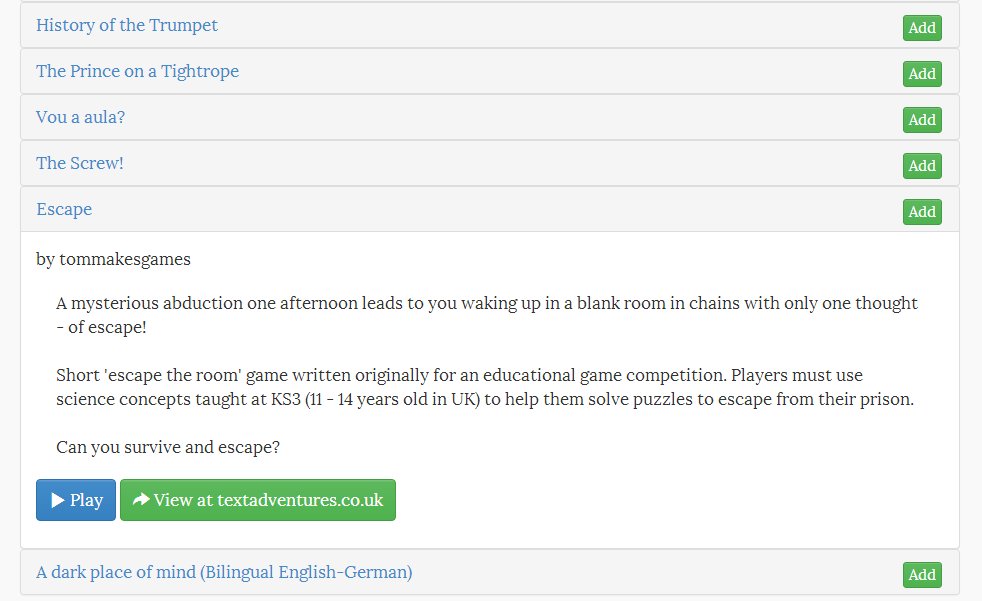 History of the Trumpet Add
The Prince on a Tightrope Add
Vou a aula? Add
The Screw! Add
Escape Add
by tommakesgames
A mysterious abduction one afternoon leads to you waking up in a blank room in chains with only one thought
- of escape!
Short 'escape the room' game written originally for an educational game competition. Players must use
science concepts taught at KS3 (11 - 14 years old in UK) to help them solve puzzles to escape from their prison.
Can you survive and escape?
Play View at textadventures.co.uk
A dark place of mind (Bilingual English-German) Add